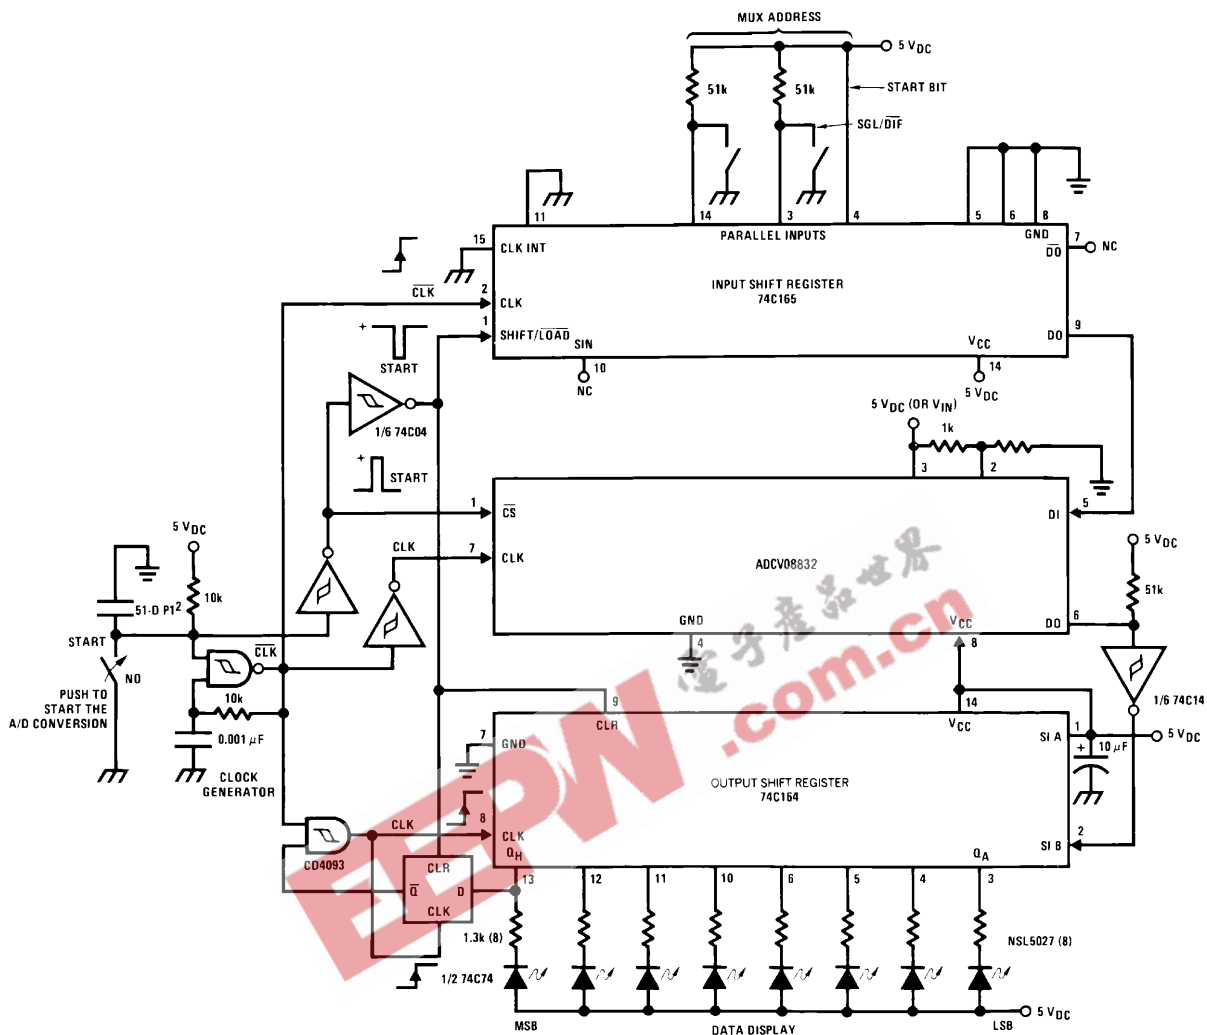 MUX ADDRESS
5 VDC
51k
51k
START BIT
SGL/DIF
11
14
3
4
5
6
8
GND
15
CLK INT
PARALLEL INPUTS
7
DO
NC
CLK
2
CLK
INPUT SHIFT REGISTER
74C165
1
SHIFT/LOAD
SIN
VCC
DO
9
+
START
10
NC
14
5 VDC
1/6 74C04
5 VDC (OR VIN)
1k
+
START
3
2
1
CS
DI
5
5 VDC
CLK
7
CLK
ADCV08832
5 VDC
51k
10k
51-D P1²
GND
4
VCC
8
DO
6
START
NO
CLK
PUSH TO
START THE
A/D CONVERSION
10k
0.001 µF
CLOCK
GENERATOR
1/6 74C14
9
CLR
14
VCC
7
GND
SI A
1
5 VDC
+
10 µF
OUTPUT SHIFT REGISTER
74C164
CLK
8
CLK
SI B
2
CD4093
QH
QA
CLR
Q
D
CLK
13
12
11
10
6
5
4
3
1.3k (8)
NSL5027 (8)
1/2 74C74
5 VDC
MSB
DATA DISPLAY
LSB
EEPW
.com.cn
電子產品世界